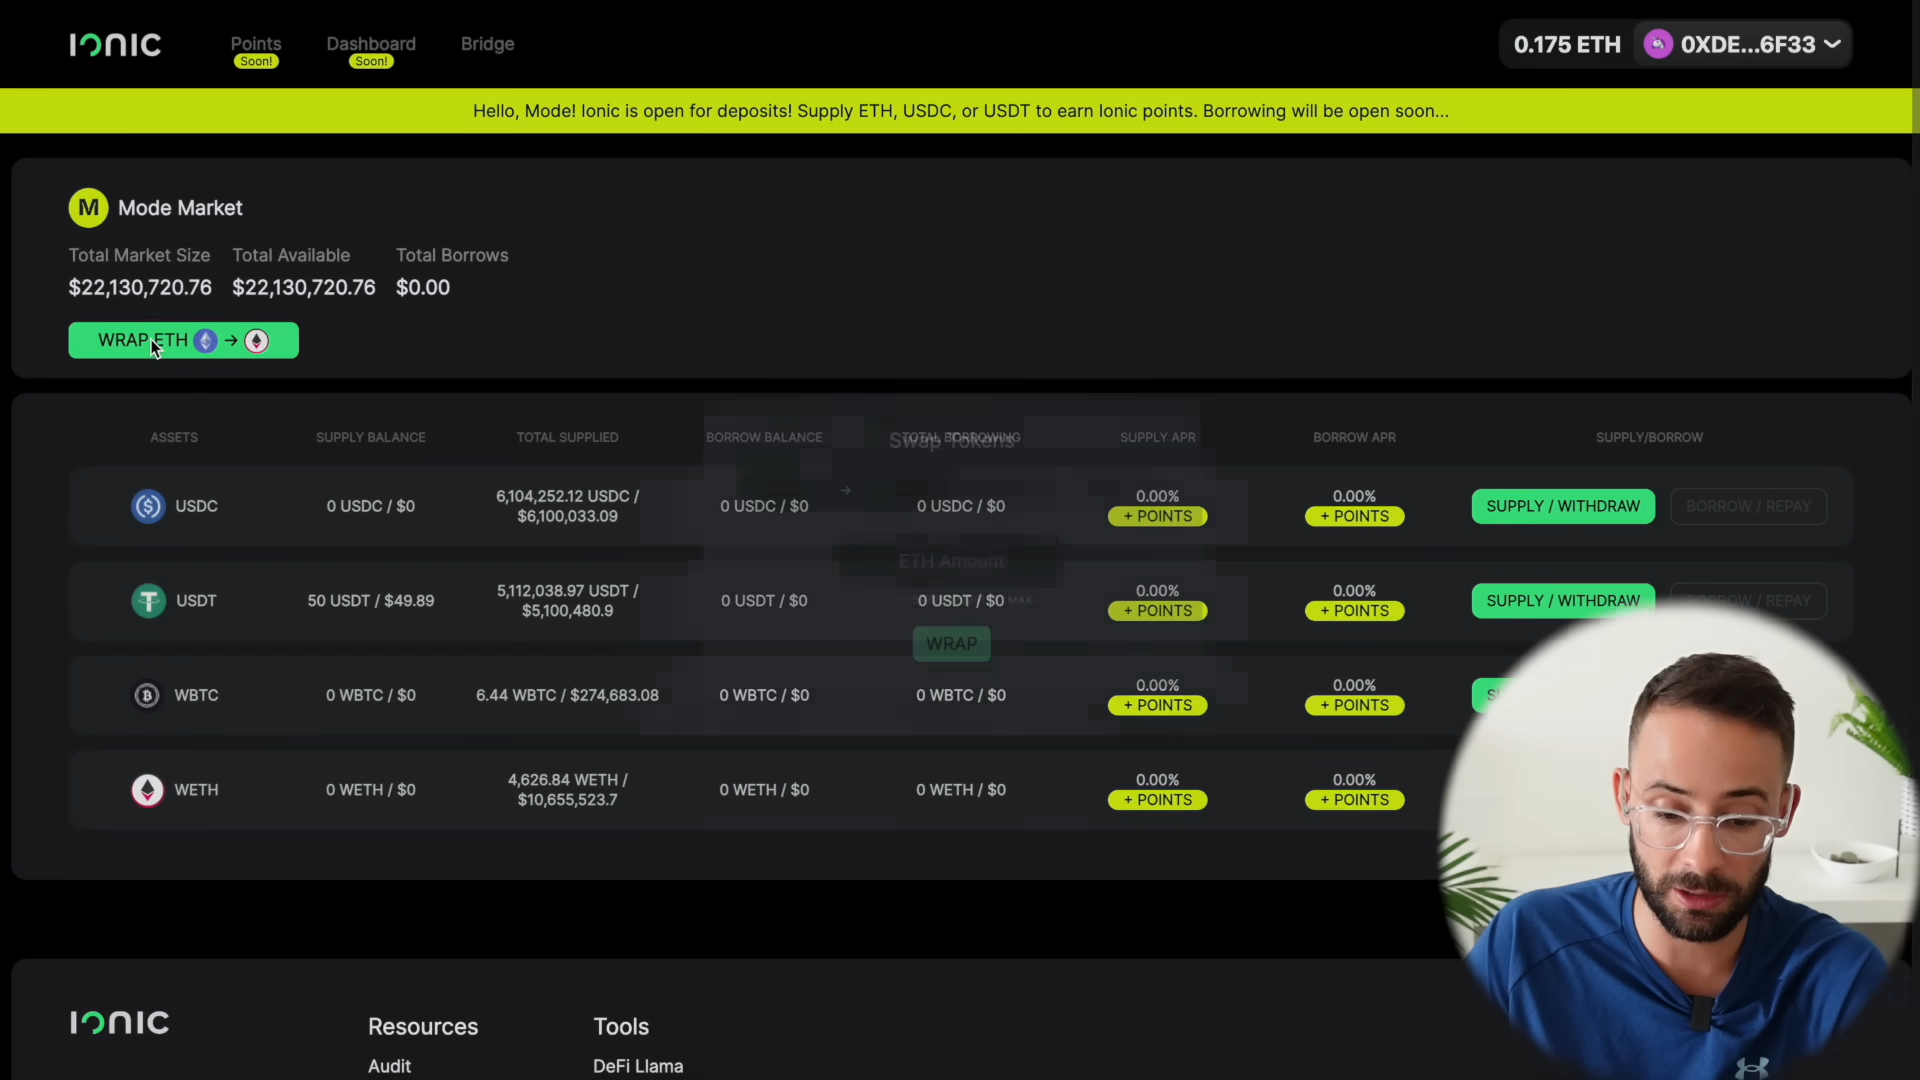 IONIC
Points
Soon!
Dashboard
Soon!
Bridge
0.175 ETH
0XDE...6F33
Hello, Mode! Ionic is open for deposits! Supply ETH, USDC, or USDT to earn Ionic points. Borrowing will be open soon...
M
Mode Market
Total Market Size
Total Available
Total Borrows
$22,130,720.76
$22,130,720.76
$0.00
WRAP ETH →
ASSETS
SUPPLY BALANCE
TOTAL SUPPLIED
BORROW BALANCE
TOTAL BORROWING
Swap Tokens
SUPPLY APR
BORROW APR
SUPPLY/BORROW
→
USDC
0 USDC / $0
6,104,252.12 USDC /
$6,100,033.09
0 USDC / $0
0 USDC / $0
0.00%
+ POINTS
0.00%
+ POINTS
SUPPLY / WITHDRAW
BORROW / REPAY
ETH Amount
USDT
50 USDT / $49.89
5,112,038.97 USDT /
$5,100,480.9
0 USDT / $0
0 USDT / $0
MAX
0.00%
+ POINTS
0.00%
+ POINTS
SUPPLY / WITHDRAW
BORROW / REPAY
WRAP
WBTC
0 WBTC / $0
6.44 WBTC / $274,683.08
0 WBTC / $0
0 WBTC / $0
0.00%
+ POINTS
0.00%
+ POINTS
WETH
0 WETH / $0
4,626.84 WETH /
$10,655,523.7
0 WETH / $0
0 WETH / $0
0.00%
+ POINTS
0.00%
+ POINTS
IONIC
Resources
Tools
Audit
DeFi Llama